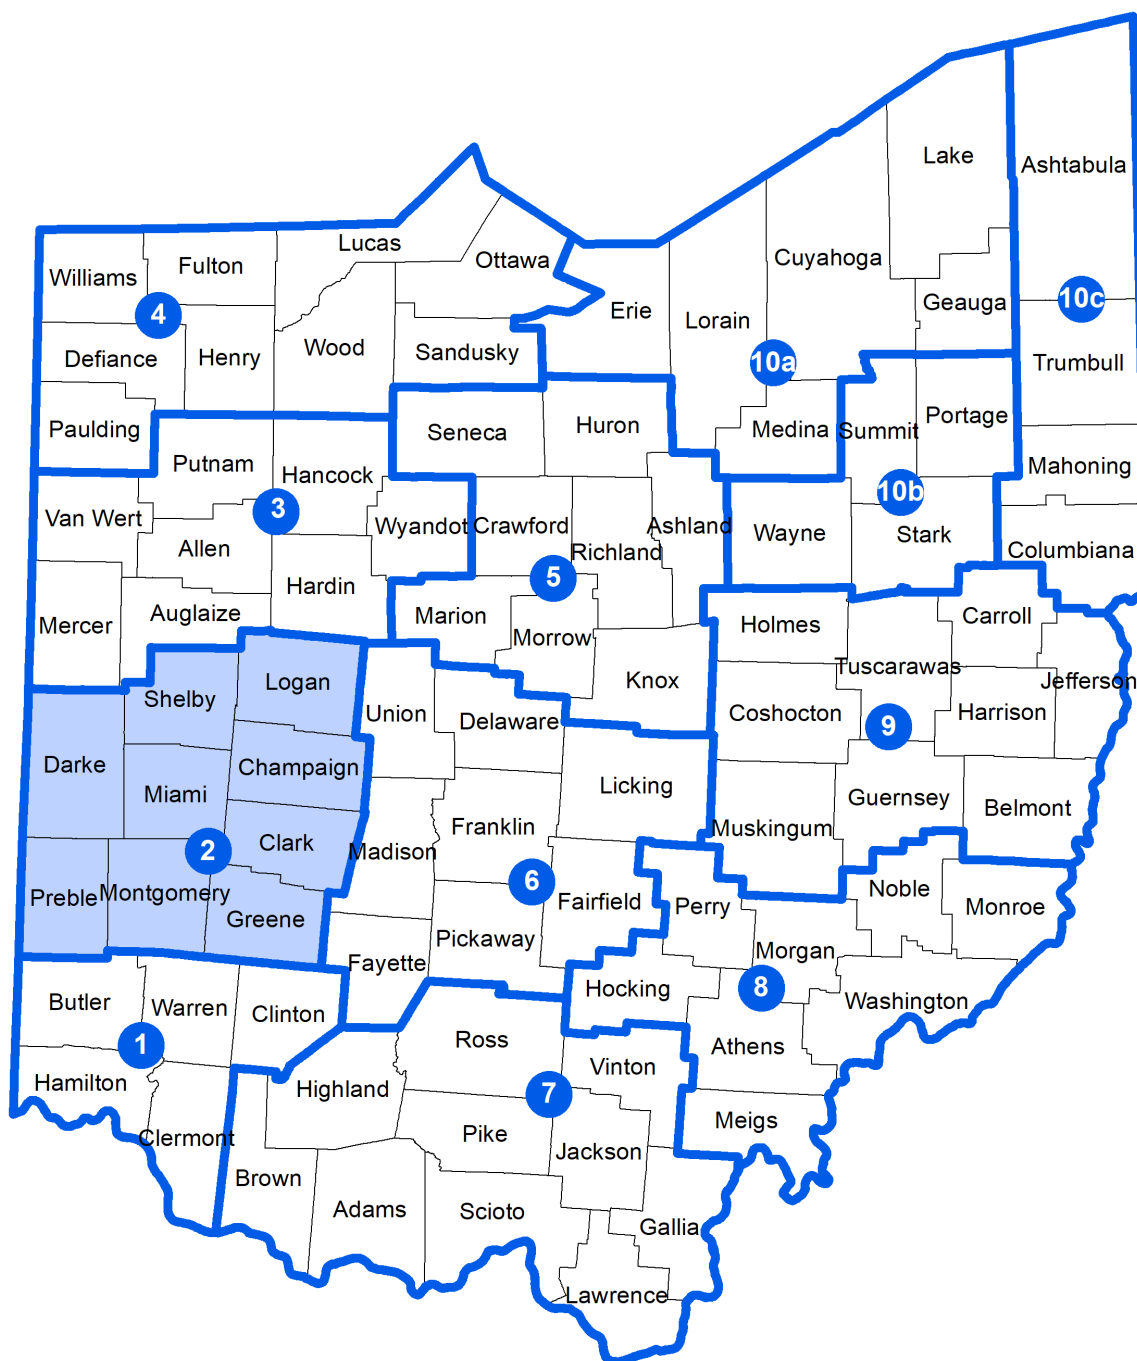 Lake
Ashtabula
Lucas
Ottawa
Cuyahoga
Fulton
Williams
Geauga
10c
Erie
Lorain
4
Wood
Sandusky
Henry
Defiance
10a
Trumbull
Portage
Paulding
Seneca
Huron
Medina
Summit
Putnam
Hancock
Mahoning
10b
3
Van Wert
Wyandot
Crawford
Ashland
Wayne
Stark
Allen
Richland
Columbiana
5
Hardin
Auglaize
Mercer
Marion
Morrow
Holmes
Carroll
Tuscarawas
Logan
Knox
Jefferson
Shelby
Union
Delaware
Coshocton
Harrison
9
Darke
Champaign
Miami
Licking
Guernsey
Belmont
Franklin
Muskingum
Clark
2
Madison
6
Noble
Preble
Montgomery
Fairfield
Perry
Monroe
Greene
Pickaway
Morgan
Fayette
8
Hocking
Butler
Warren
Clinton
Washington
1
Ross
Athens
Vinton
Hamilton
Highland
7
Meigs
Clermont
Pike
Jackson
Brown
Adams
Scioto
Gallia
Lawrence